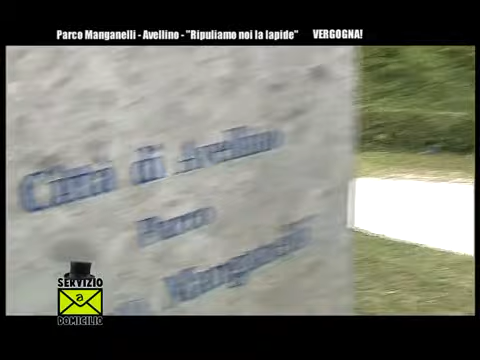 Parco Manganelli - Avellino - "Ripuliamo noi la lapide" VERGOGNA!
Città di Avellino
Parco
Manganelli
SERVIZIO
a
DOMICILIO